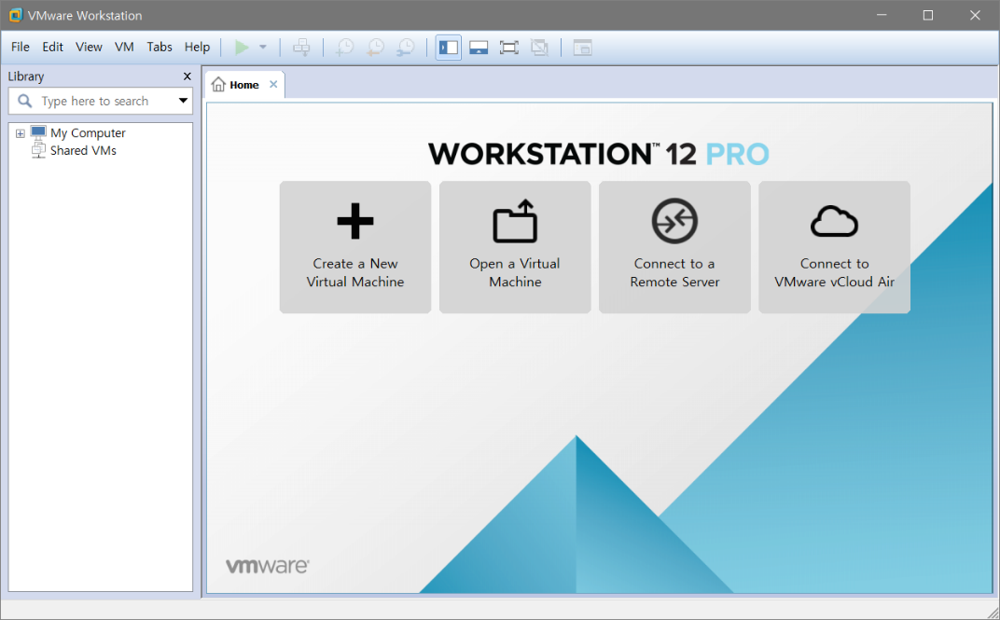 VMware Workstation
File Edit View VM Tabs Help
Library
Type here to search
My Computer
Shared VMs
Home
WORKSTATION™ 12 PRO
Create a New
Virtual Machine
Open a Virtual
Machine
Connect to a
Remote Server
Connect to
VMware vCloud Air
vmware®